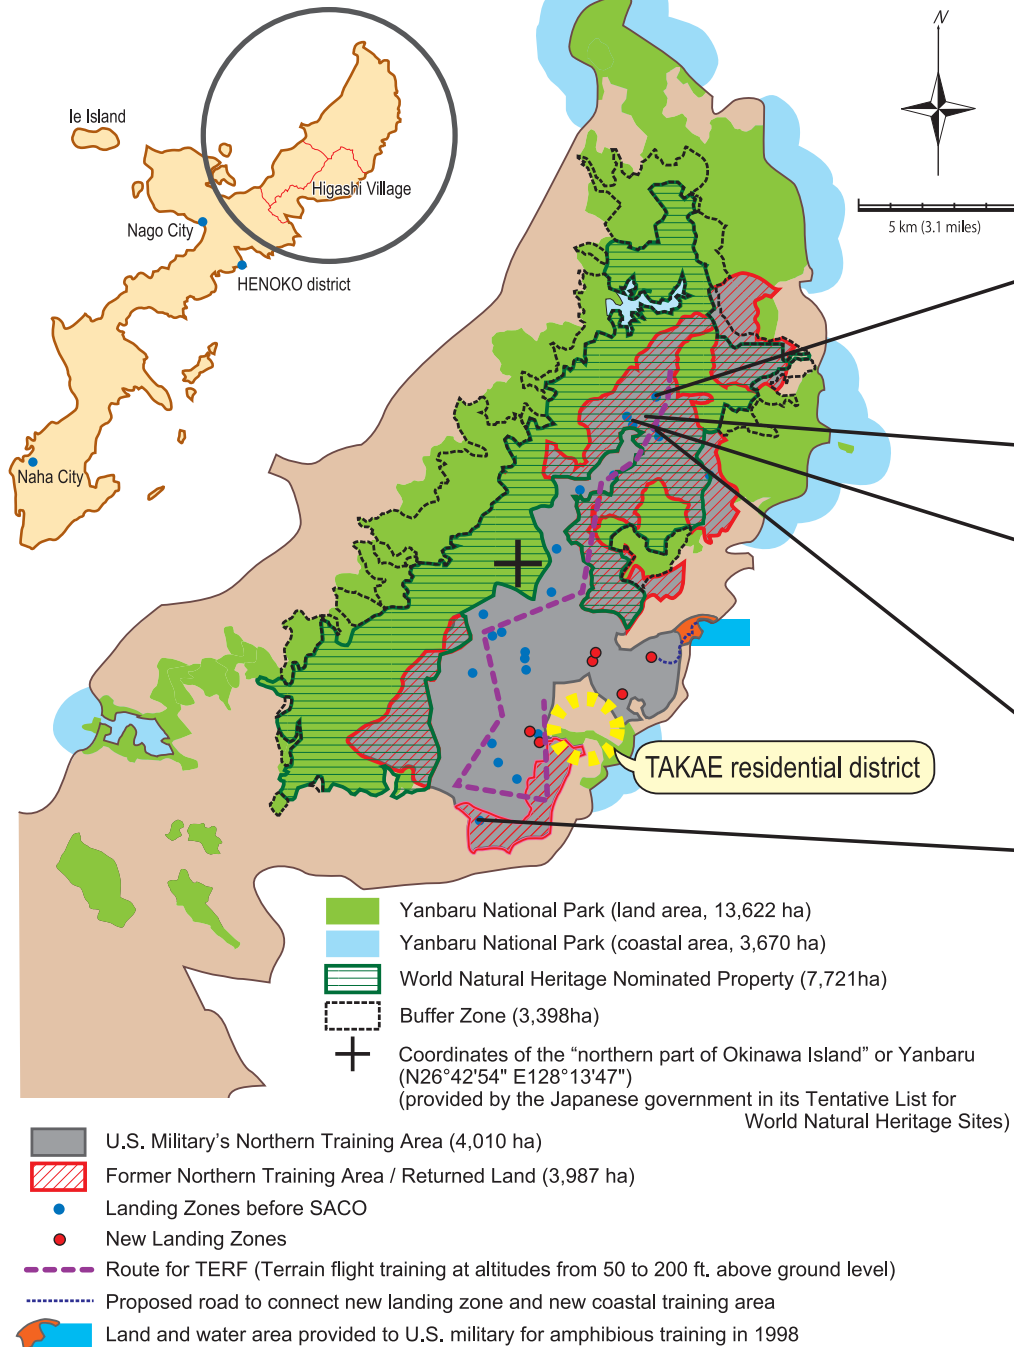 N
Ie Island
Higashi Village
Nago City
5 km (3.1 miles)
HENOKO district
Naha City
TAKAE residential district
Yanbaru National Park (land area, 13,622 ha)
Yanbaru National Park (coastal area, 3,670 ha)
World Natural Heritage Nominated Property (7,721ha)
Buffer Zone (3,398ha)
Coordinates of the “northern part of Okinawa Island” or Yanbaru
(N26°42'54" E128°13'47")
(provided by the Japanese government in its Tentative List for
World Natural Heritage Sites)
U.S. Military’s Northern Training Area (4,010 ha)
Former Northern Training Area / Returned Land (3,987 ha)
Landing Zones before SACO
New Landing Zones
Route for TERF (Terrain flight training at altitudes from 50 to 200 ft. above ground level)
Proposed road to connect new landing zone and new coastal training area
Land and water area provided to U.S. military for amphibious training in 1998